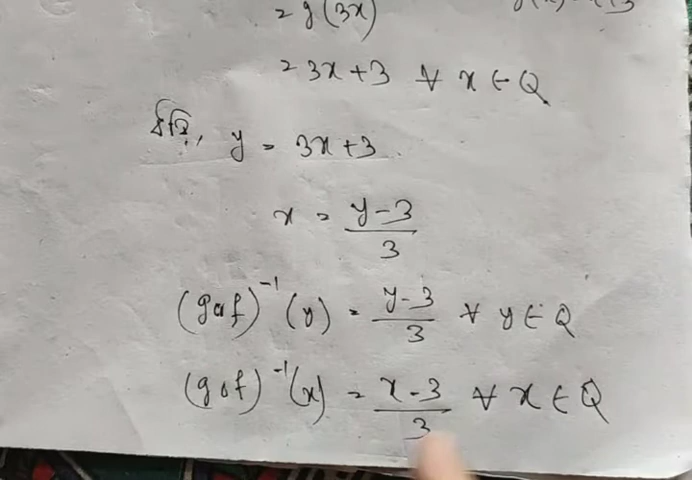 = g(3x)
= 3x+3 ∀ x ∈ Q
ধরি, y = 3x+3.
x = y-3/3
(gof)⁻¹(y) = y-3/3 ∀ y ∈ Q
(gof)⁻¹(x) = x-3/3 ∀ x ∈ Q